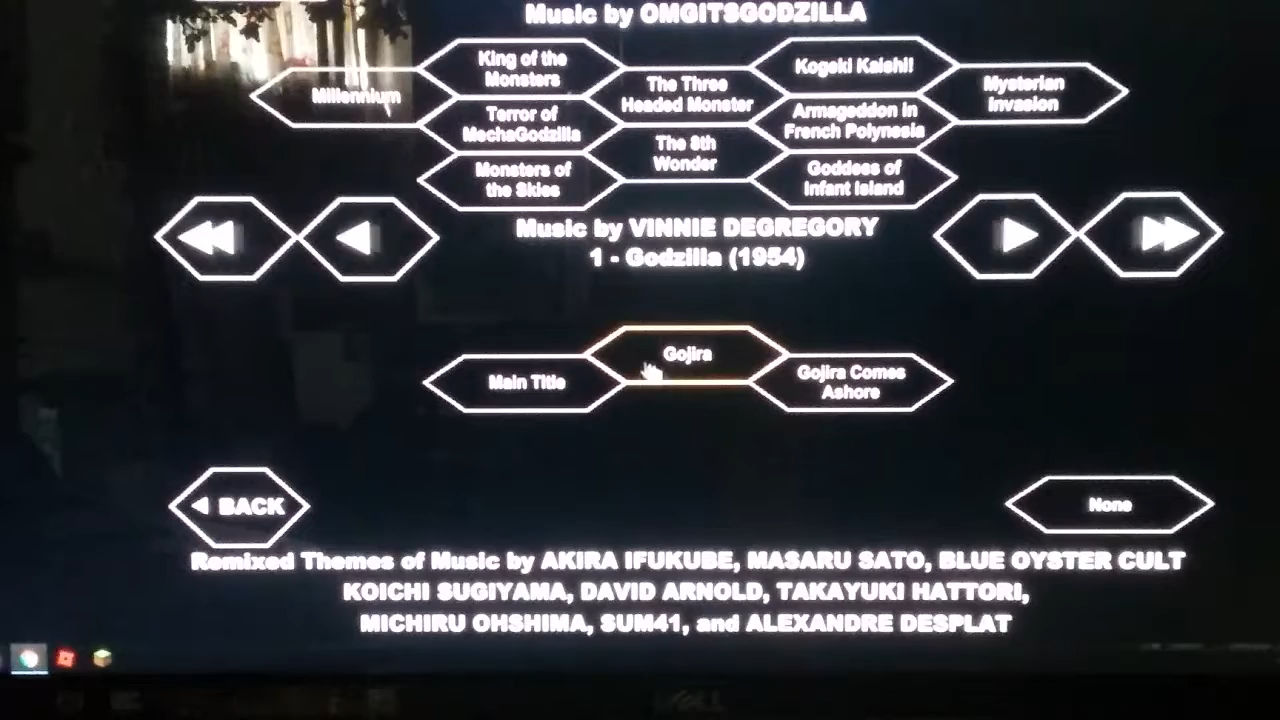 Music by OMGITSGODZILLA
Millennium
King of the
Monsters
Terror of
MechaGodzilla
Monsters of
the Skies
The Three
Headed Monster
The 8th
Wonder
Kogeki Kaishi!
Armageddon in
French Polynesia
Goddess of
Infant Island
Mysterian
Invasion
Music by VINNIE DEGREGORY
1 - Godzilla (1954)
Main Title
Gojira
Gojira Comes
Ashore
BACK
None
Remixed Themes of Music by AKIRA IFUKUBE, MASARU SATO, BLUE OYSTER CULT
KOICHI SUGIYAMA, DAVID ARNOLD, TAKAYUKI HATTORI,
MICHIRU OHSHIMA, SUM41, and ALEXANDRE DESPLAT